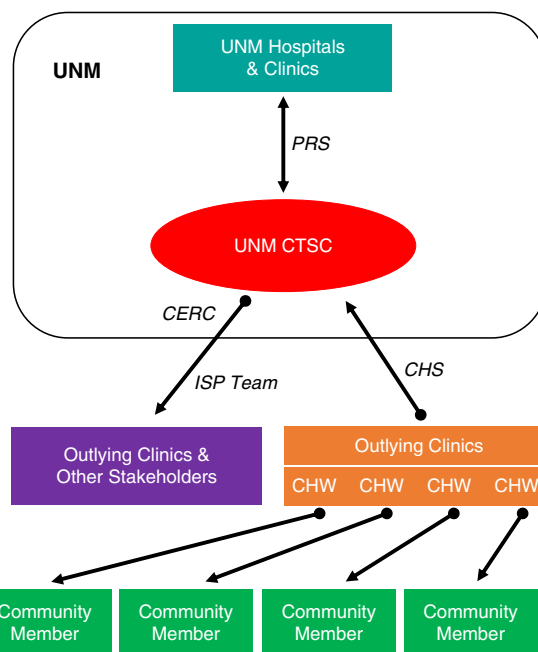 UNM Hospitals
& Clinics
UNM
PRS
UNM CTSC
CERC
ISP Team
CHS
Outlying Clinics &
Other Stakeholders
Outlying Clinics
CHW CHW CHW CHW
Community Community Community Community
Member Member Member Member